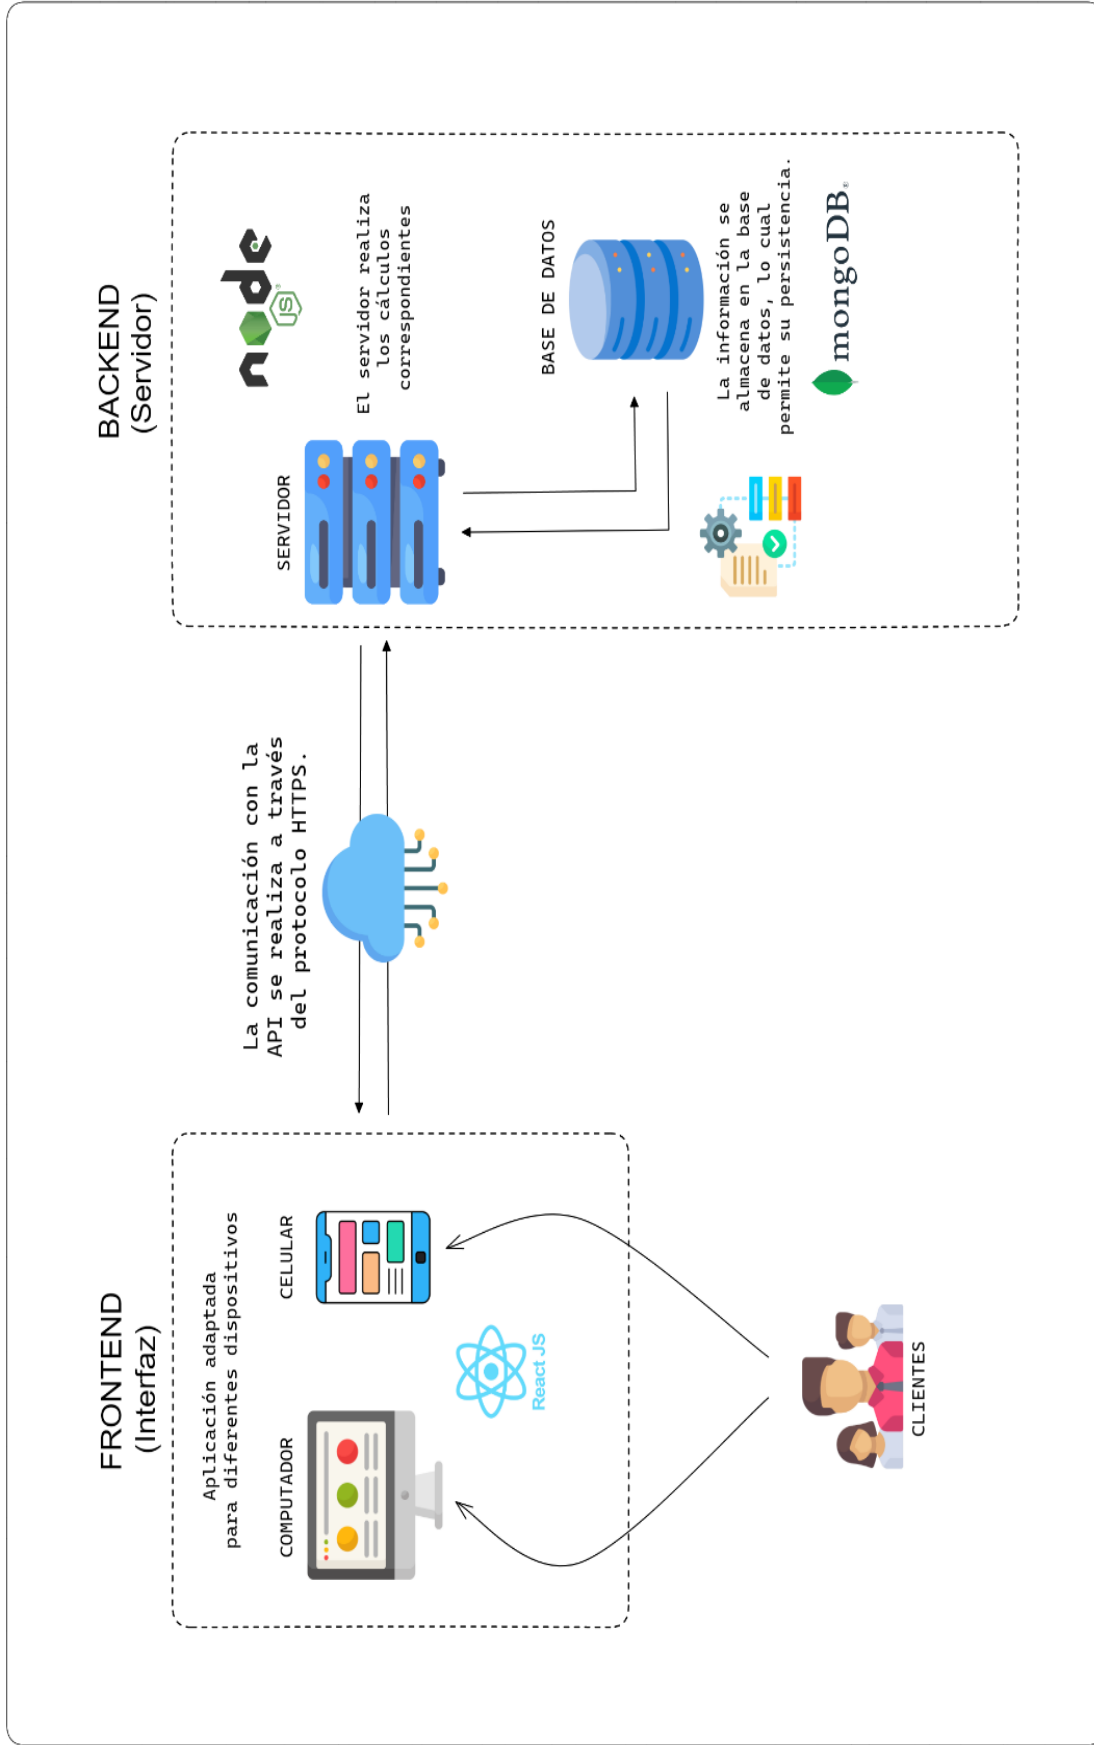 FRONTEND
(Interfaz)
Aplicación adaptada
para diferentes dispositivos
COMPUTADOR
CELULAR
React JS
CLIENTES
La comunicación con la
API se realiza a través
del protocolo HTTPS.
BACKEND
(Servidor)
node
JS
SERVIDOR
El servidor realiza
los cálculos
correspondientes
BASE DE DATOS
La información se
almacena en la base
de datos, lo cual
permite su persistencia.
mongoDB®